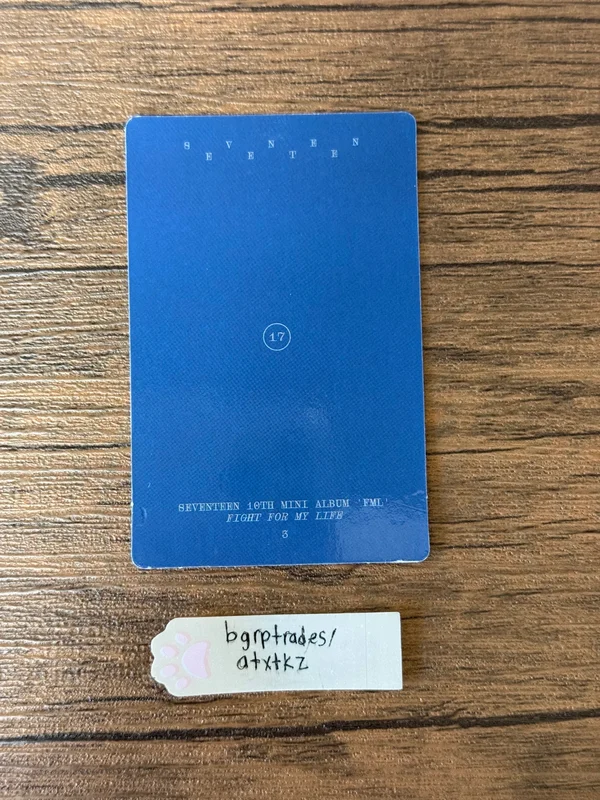 S V N E N
E E T E
17
SEVENTEEN 10TH MINI ALBUM 'FML'
FIGHT FOR MY LIFE
3
bgrptrades/
atxtkz